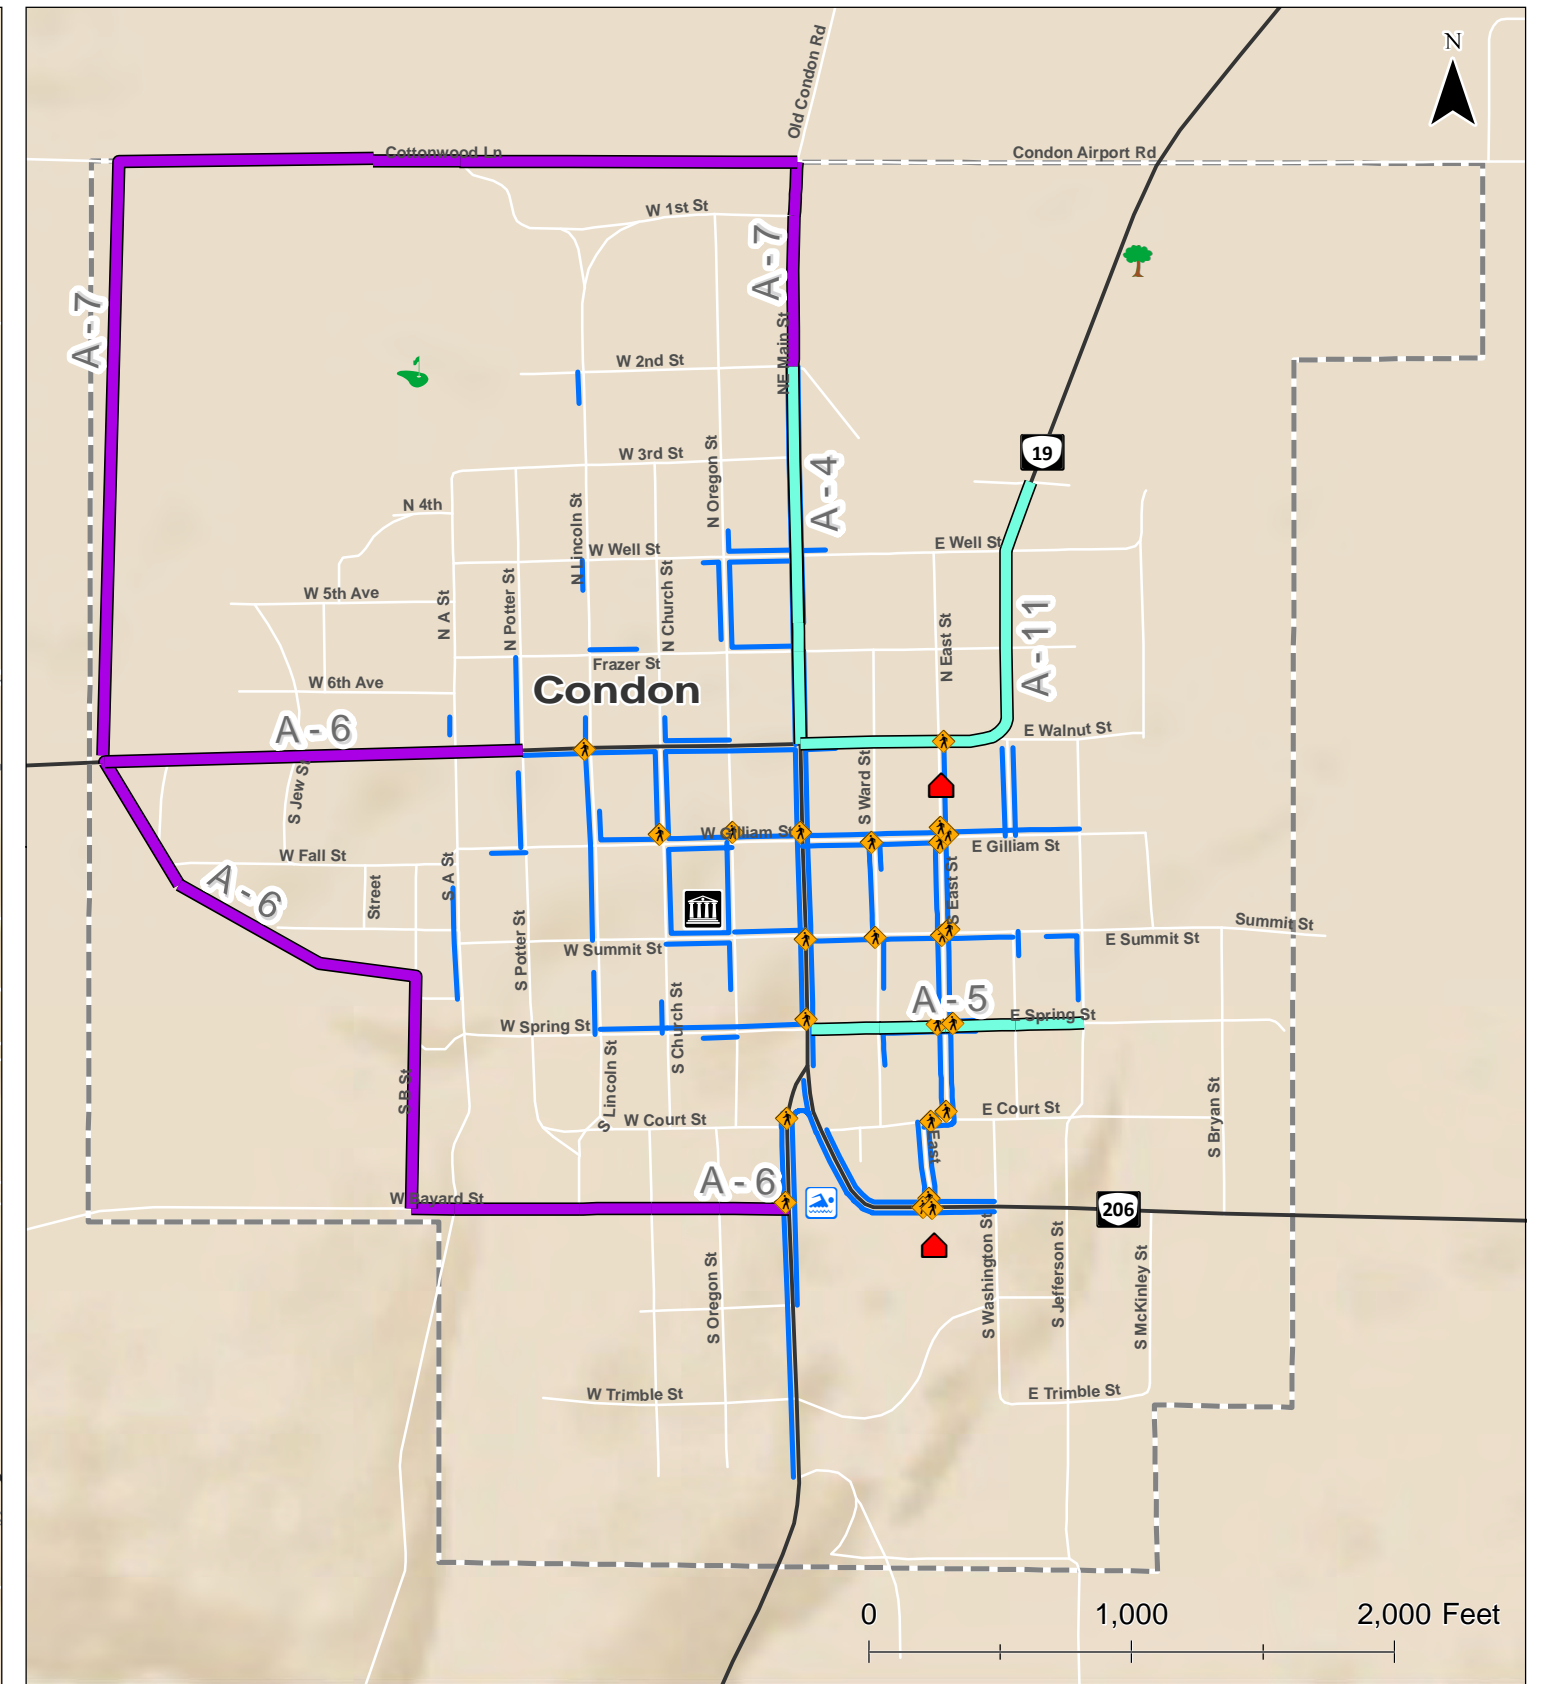 N
Old Condon Rd
Cottonwood Ln
Condon Airport Rd
W 1st St
A - 7
A - 7
NE Main St
W 2nd St
19
W 3rd St
N Oregon St
A - 4
N 4th
N Lincoln St
W Well St
E Well St
N Church St
N Potter St
N A St
W 5th Ave
N East St
A - 11
Frazer St
W 6th Ave
Condon
A - 6
E Walnut St
S Jew St
S Ward St
W Gilliam St
E Gilliam St
W Fall St
S A St
Street
A - 6
S East St
S Potter St
W Summit St
E Summit St
Summit St
A - 5
W Spring St
E Spring St
S Church St
S Lincoln St
S B St
W Court St
E Court St
East
S Bryan St
A - 6
W Bayard St
206
S Oregon St
S Washington St
S Jefferson St
S McKinley St
W Trimble St
E Trimble St
0 1,000 2,000 Feet